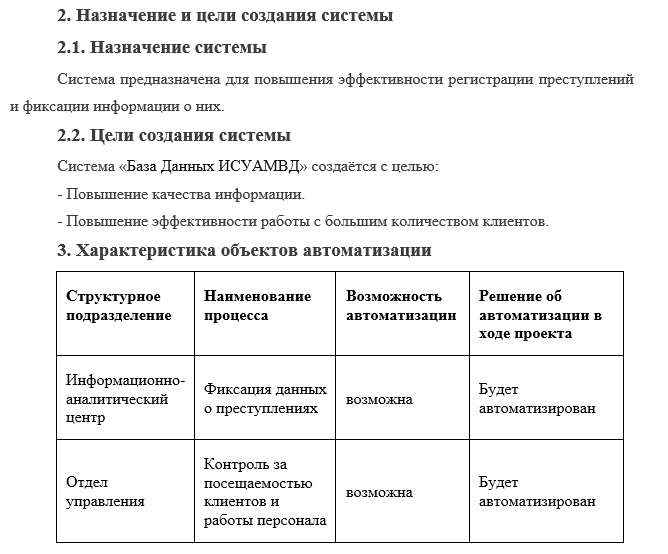 2. Назначение и цели создания системы
2.1. Назначение системы
Система предназначена для повышения эффективности регистрации преступлений
и фиксации информации о них.
2.2. Цели создания системы
Система «База Данных ИСУАМВД» создаётся с целью:
- Повышение качества информации.
- Повышение эффективности работы с большим количеством клиентов.
3. Характеристика объектов автоматизации
Структурное
подразделение
Наименование
процесса
Возможность
автоматизации
Решение об
автоматизации в
ходе проекта
Информационно-
аналитический
центр
Фиксация данных
о преступлениях
возможна
Будет
автоматизирован
Отдел
управления
Контроль за
посещаемостью
клиентов и
работы персонала
возможна
Будет
автоматизирован